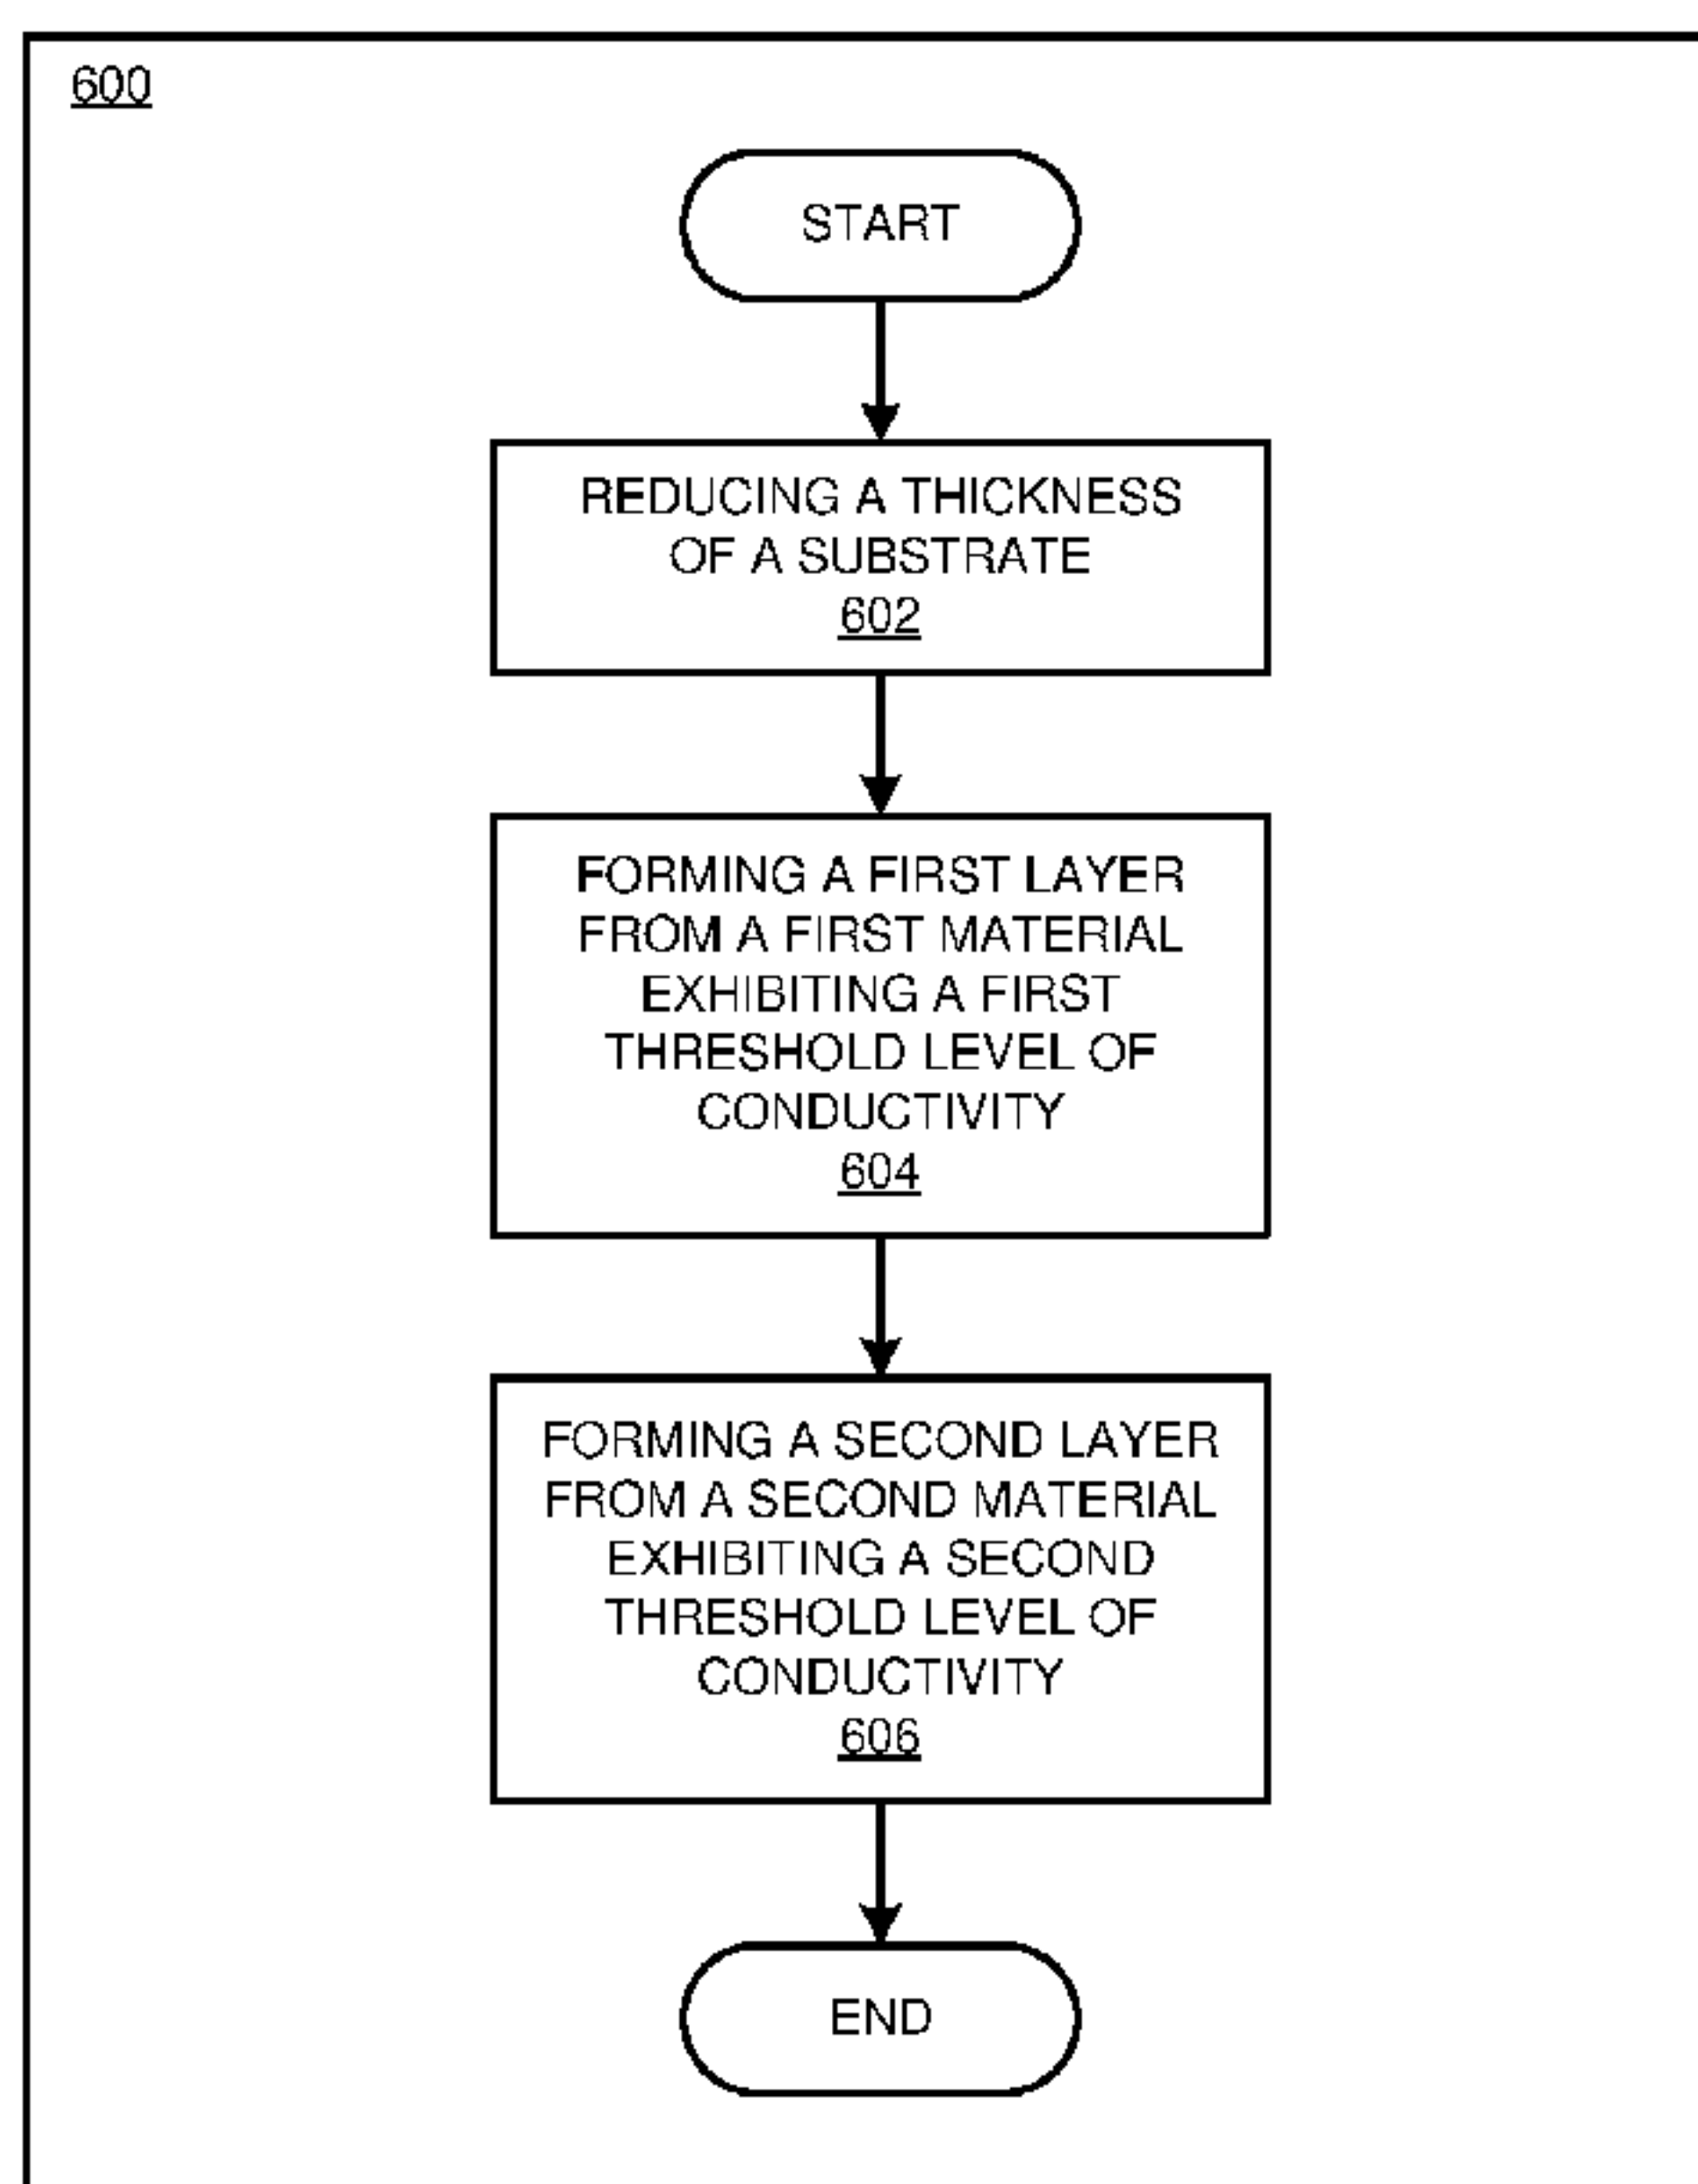 600
START
REDUCING A THICKNESS
OF A SUBSTRATE
602
FORMING A FIRST LAYER
FROM A FIRST MATERIAL
EXHIBITING A FIRST
THRESHOLD LEVEL OF
CONDUCTIVITY
604
FORMING A SECOND LAYER
FROM A SECOND MATERIAL
EXHIBITING A SECOND
THRESHOLD LEVEL OF
CONDUCTIVITY
606
END